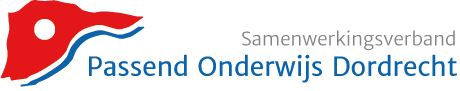 Samenwerkingsverband
Passend Onderwijs Dordrecht